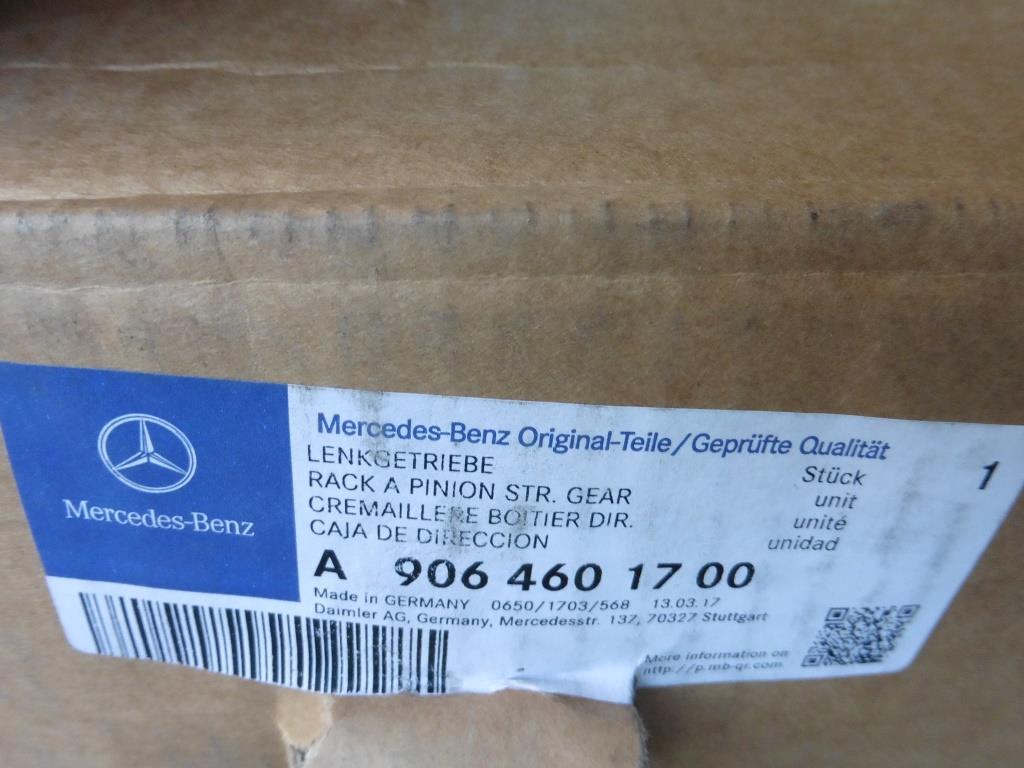 Mercedes-Benz
Mercedes-Benz Original-Teile/Geprüfte Qualität
LENKGETRIEBE
RACK A PINION STR. GEAR
CREMAILLERE BOITIER DIR.
CAJA DE DIRECCION
Stück
unit
unité
unidad
1
A 906 460 17 00
Made in GERMANY 0650/1703/568 13.03.17
Daimler AG, Germany, Mercedesstr. 137, 70327 Stuttgart
More information on
http://p.mb-qr.com